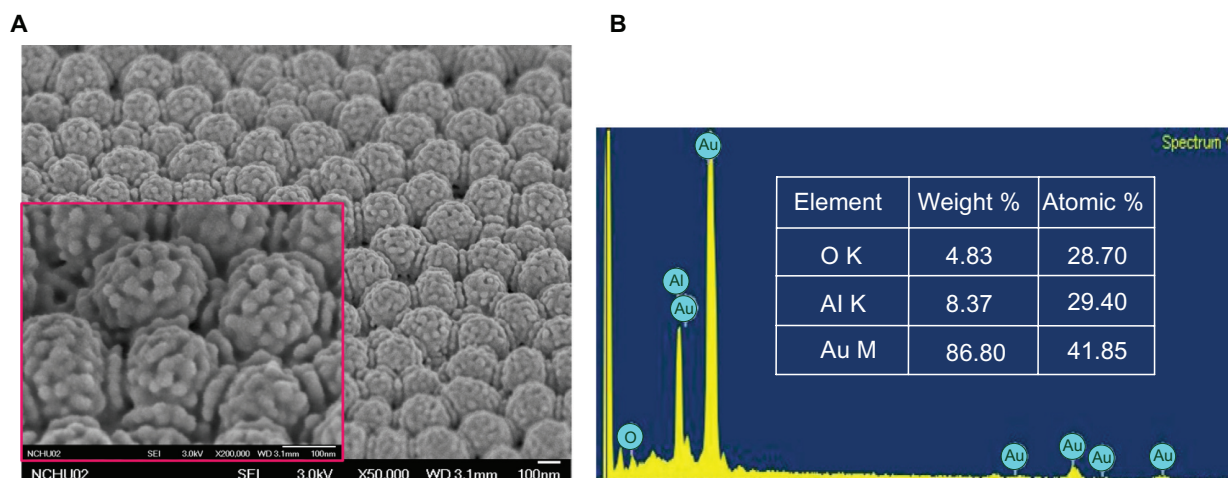 A
B
NCHU02 SEI 3.0kV X200,000 WD 3.1mm 100nm
NCHU02 SEI 3.0kV X50,000 WD 3.1mm 100nm
Spectrum
Au
Al
Au
O
Au
Au
Au
Au
Element Weight % Atomic %
O K 4.83 28.70
Al K 8.37 29.40
Au M 86.80 41.85